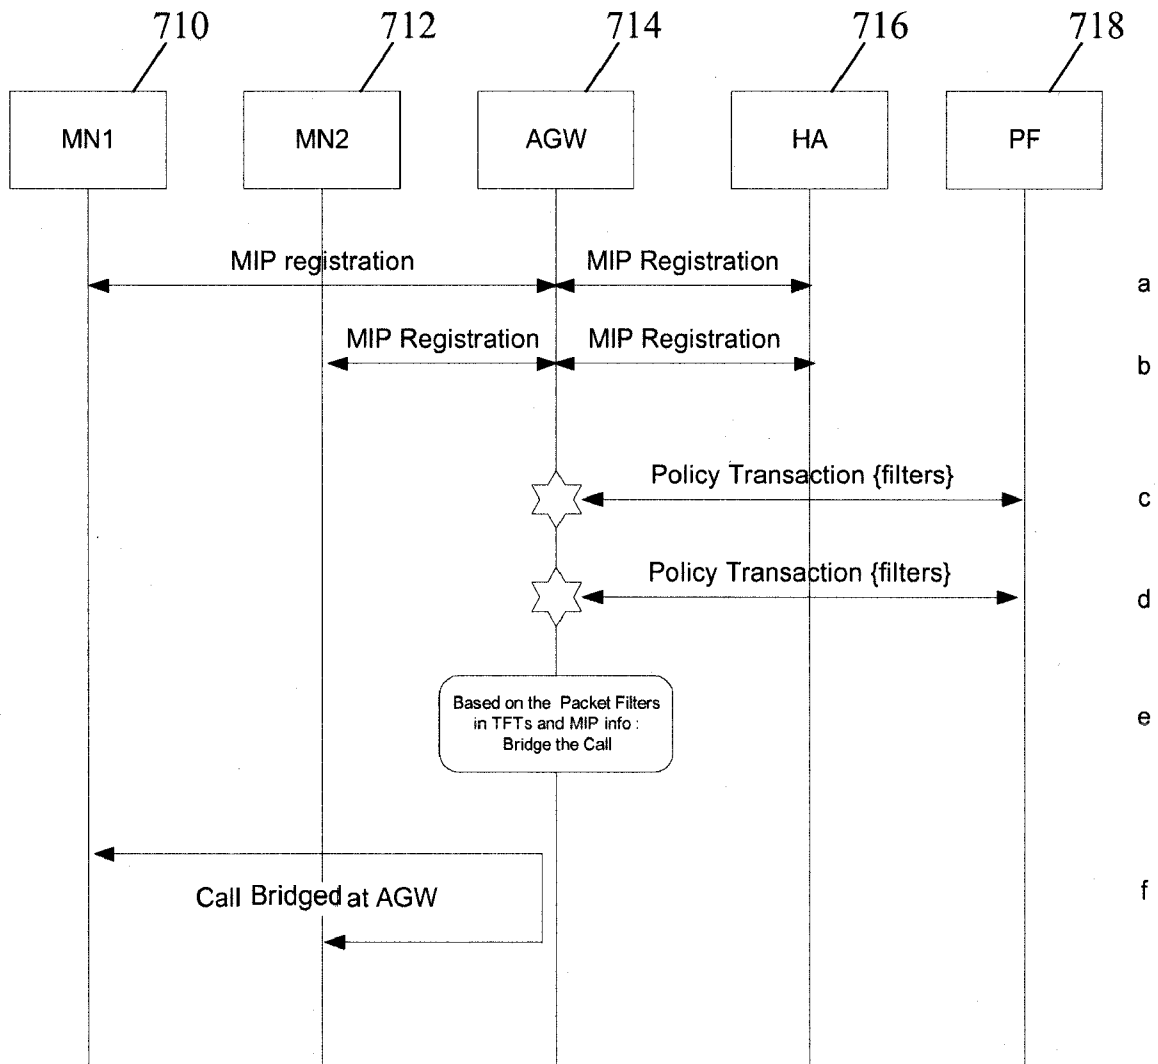 710
712
714
716
718
MN1
MN2
AGW
HA
PF
MIP registration
MIP Registration
a
MIP Registration
MIP Registration
b
Policy Transaction {filters}
c
Policy Transaction {filters}
d
Based on the Packet Filters
in TFTs and MIP info :
Bridge the Call
e
Call Bridged at AGW
f